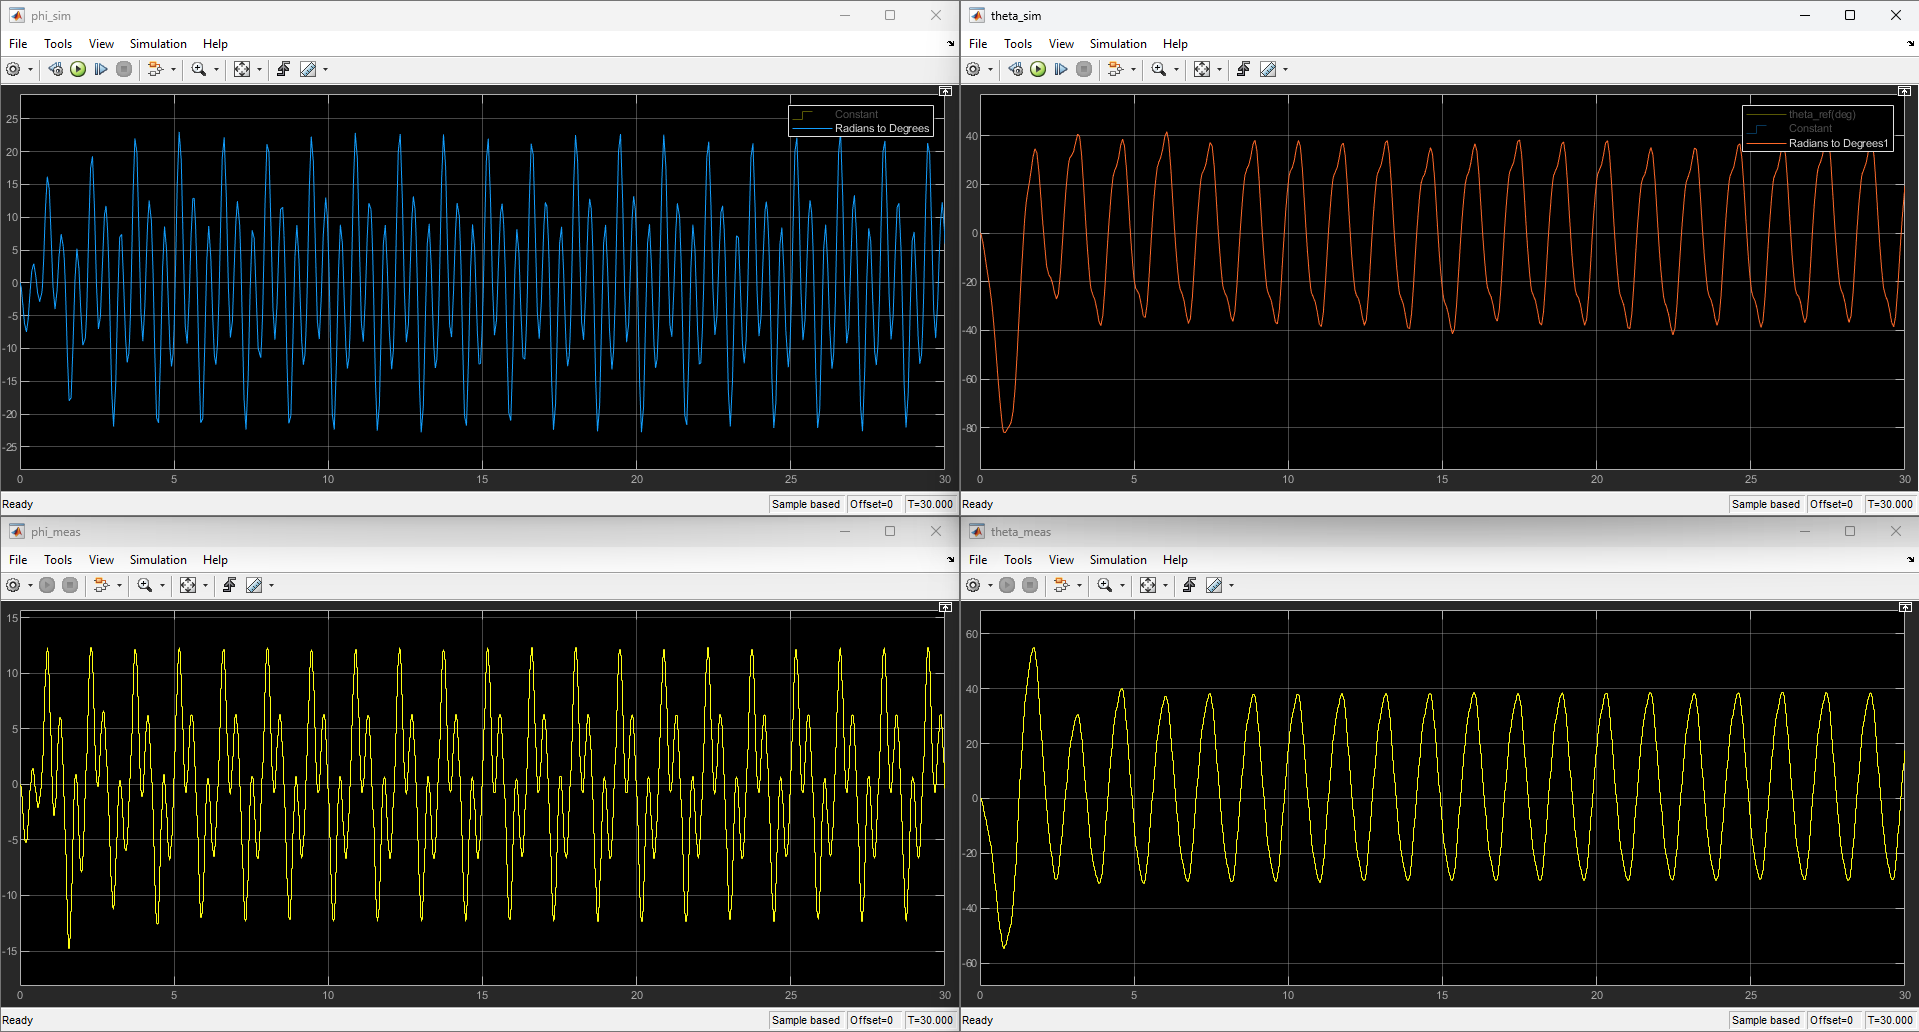 phi_sim
File Tools View Simulation Help
Constant
Radians to Degrees
25
20
15
10
5
0
-5
-10
-15
-20
-25
0 5 10 15 20 25 30
Ready Sample based Offset=0 T=30.000
theta_sim
File Tools View Simulation Help
theta_ref(deg)
Constant
Radians to Degrees1
40
20
0
-20
-40
-60
-80
0 5 10 15 20 25 30
Ready Sample based Offset=0 T=30.000
phi_meas
File Tools View Simulation Help
15
10
5
0
-5
-10
-15
0 5 10 15 20 25 30
Ready Sample based Offset=0 T=30.000
theta_meas
File Tools View Simulation Help
60
40
20
0
-20
-40
-60
0 5 10 15 20 25 30
Ready Sample based Offset=0 T=30.000